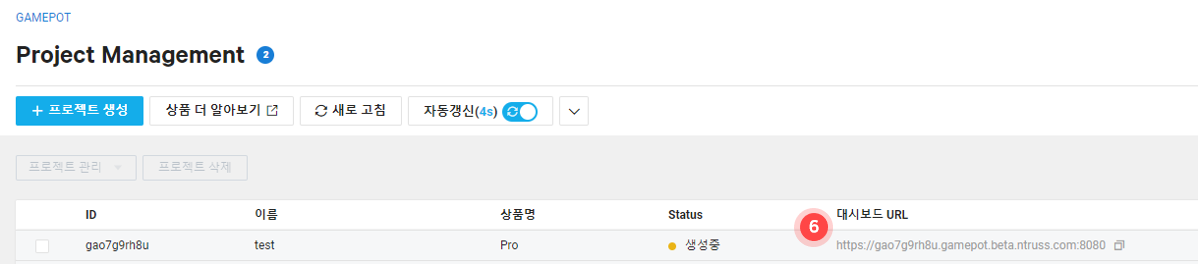 GAMEPOT
Project Management 2
+ 프로젝트 생성 상품 더 알아보기 새로 고침 자동갱신(4s)
프로젝트 관리 프로젝트 삭제
ID 이름 상품명 Status 대시보드 URL
6
gao7g9rh8u test Pro 생성중 https://gao7g9rh8u.gamepot.beta.ntruss.com:8080